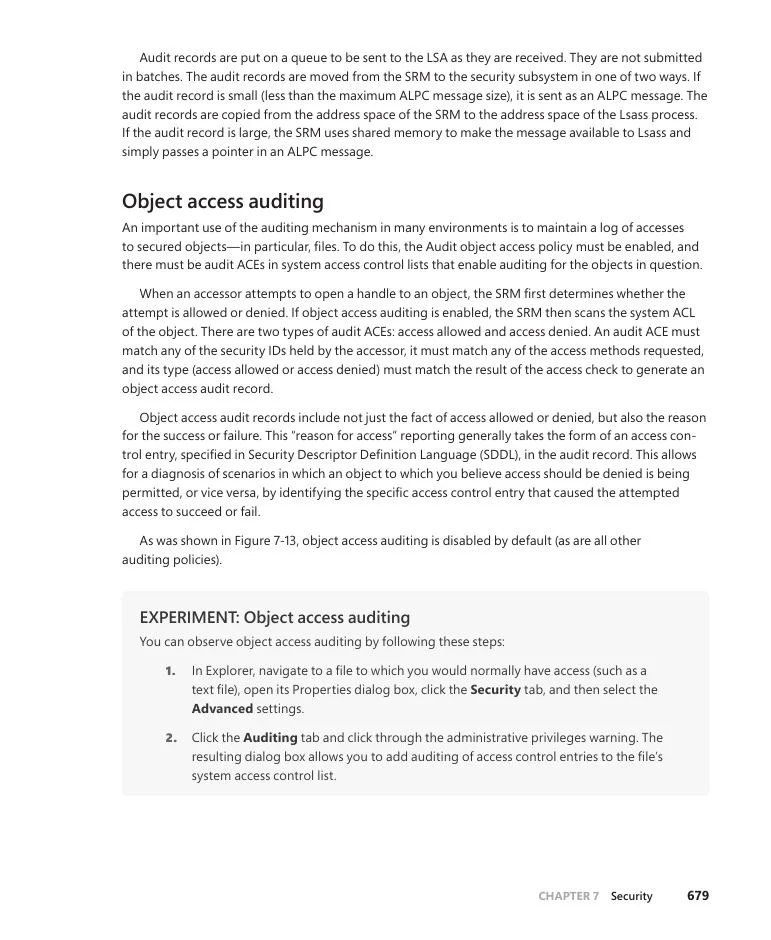 Audit records are put on a queue to be sent to the LSA as they are received. They are not submitted
in batches. The audit records are moved from the SRM to the security subsystem in one of two ways. If
the audit record is small (less than the maximum ALPC message size), it is sent as an ALPC message. The
audit records are copied from the address space of the SRM to the address space of the Lsass process.
If the audit record is large, the SRM uses shared memory to make the message available to Lsass and
simply passes a pointer in an ALPC message.
Object access auditing
An important use of the auditing mechanism in many environments is to maintain a log of accesses
to secured objects—in particular, files. To do this, the Audit object access policy must be enabled, and
there must be audit ACEs in system access control lists that enable auditing for the objects in question.
When an accessor attempts to open a handle to an object, the SRM first determines whether the
attempt is allowed or denied. If object access auditing is enabled, the SRM then scans the system ACL
of the object. There are two types of audit ACEs: access allowed and access denied. An audit ACE must
match any of the security IDs held by the accessor, it must match any of the access methods requested,
and its type (access allowed or access denied) must match the result of the access check to generate an
object access audit record.
Object access audit records include not just the fact of access allowed or denied, but also the reason
for the success or failure. This “reason for access” reporting generally takes the form of an access con-
trol entry, specified in Security Descriptor Definition Language (SDDL), in the audit record. This allows
for a diagnosis of scenarios in which an object to which you believe access should be denied is being
permitted, or vice versa, by identifying the specific access control entry that caused the attempted
access to succeed or fail.
As was shown in Figure 7-13, object access auditing is disabled by default (as are all other
auditing policies).
EXPERIMENT: Object access auditing
You can observe object access auditing by following these steps:
1. In Explorer, navigate to a file to which you would normally have access (such as a
text file), open its Properties dialog box, click the Security tab, and then select the
Advanced settings.
2. Click the Auditing tab and click through the administrative privileges warning. The
resulting dialog box allows you to add auditing of access control entries to the file’s
system access control list.
CHAPTER 7 Security 679